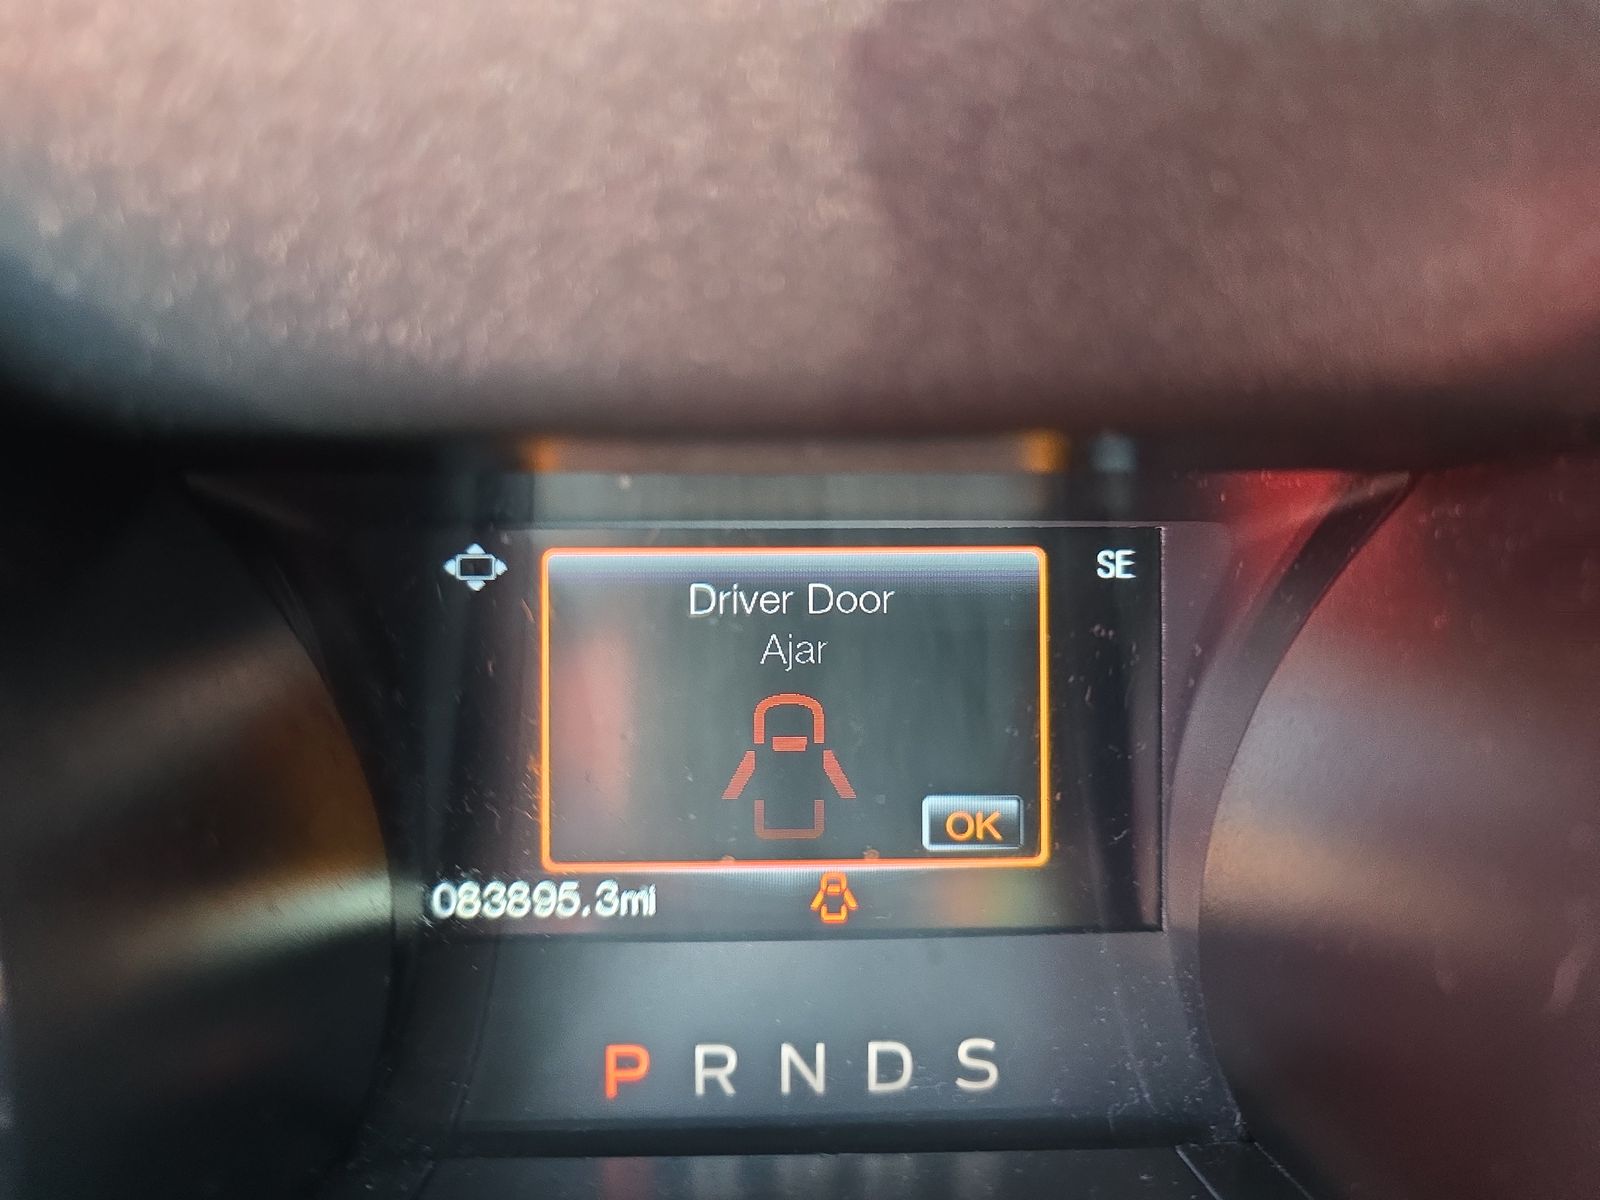 SE
Driver Door
Ajar
OK
083895.3mi
P R N D S